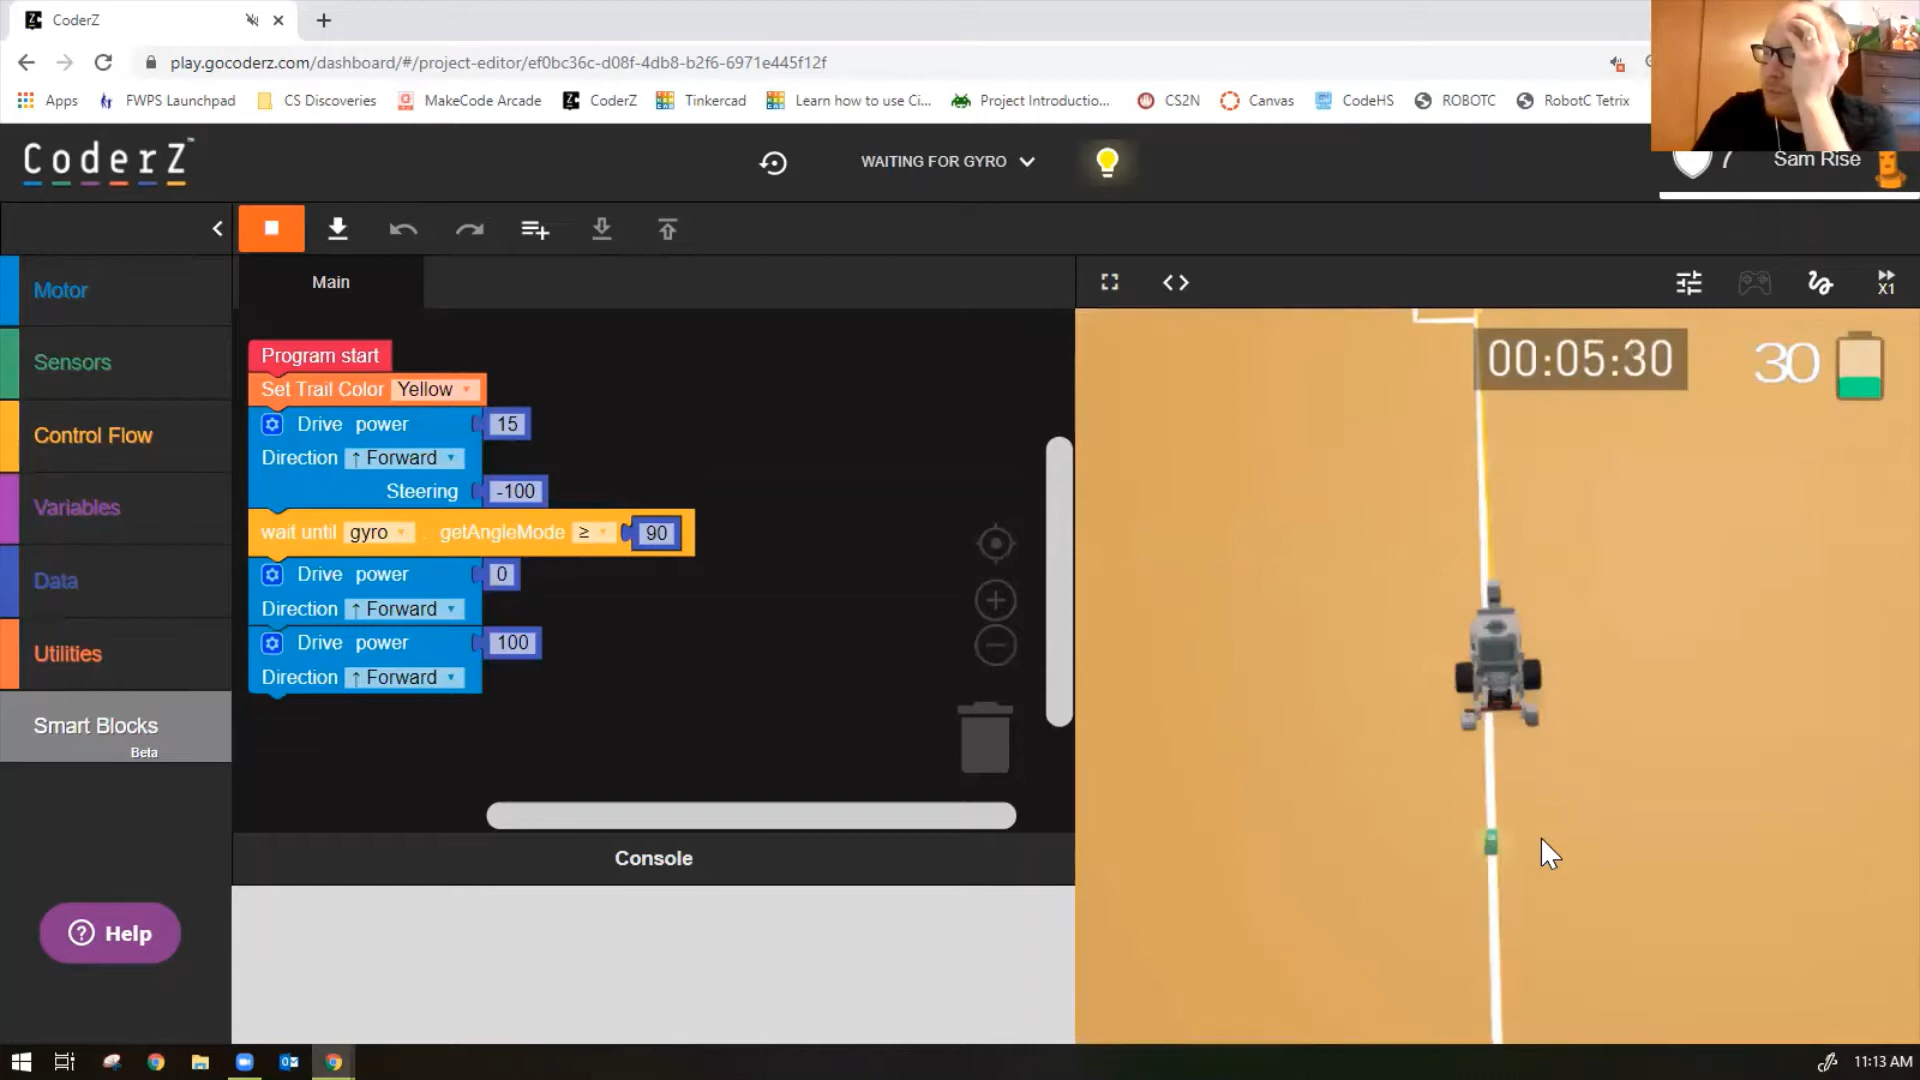 CoderZ
play.gocoderz.com/dashboard/#/project-editor/ef0bc36c-d08f-4db8-b2f6-6971e445f12f
Apps FWPS Launchpad CS Discoveries MakeCode Arcade CoderZ Tinkercad Learn how to use Ci... Project Introductio... CS2N Canvas CodeHS ROBOTC RobotC Tetrix
CoderZ™
WAITING FOR GYRO
7 Sam Rise
Main
X1
Motor
Sensors
Control Flow
Variables
Data
Utilities
Smart Blocks
Beta
Program start
Set Trail Color Yellow
Drive power 15
Direction ↑ Forward
Steering -100
wait until gyro . getAngleMode ≥ 90
Drive power 0
Direction ↑ Forward
Drive power 100
Direction ↑ Forward
00:05:30 30
Console
? Help
11:13 AM